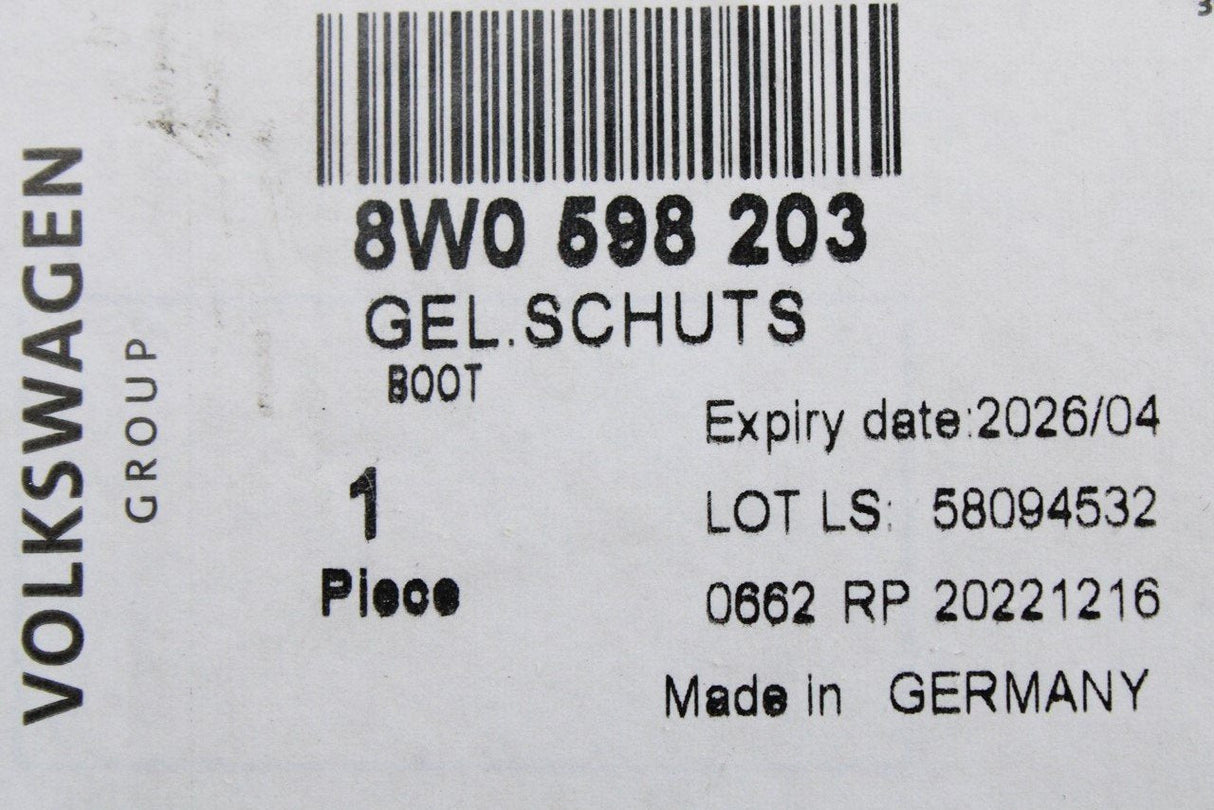 VOLKSWAGEN
GROUP
8W0 598 203
GEL.SCHUTS
BOOT
Expiry date:2026/04
1
LOT LS: 58094532
Piece
0662 RP 20221216
Made in GERMANY